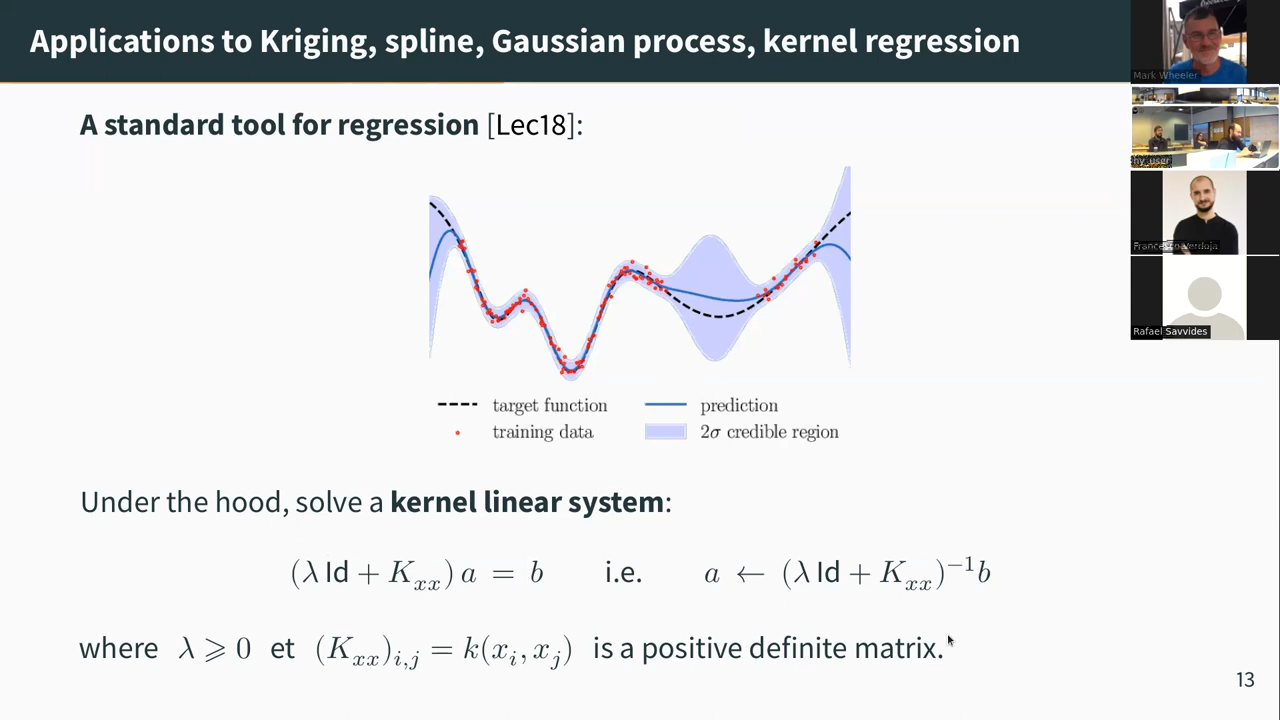 Applications to Kriging, spline, Gaussian process, kernel regression
A standard tool for regression [Lec18]:
target function
prediction
training data
2σ credible region
Under the hood, solve a kernel linear system:
(λ Id + K_xx) a = b i.e. a ← (λ Id + K_xx)^−1 b
where λ ⩾ 0 et (K_xx)_i,j = k(x_i, x_j) is a positive definite matrix.
13
Mark Wheeler
hy_user
Francesco Verdoja
Rafael Savvides